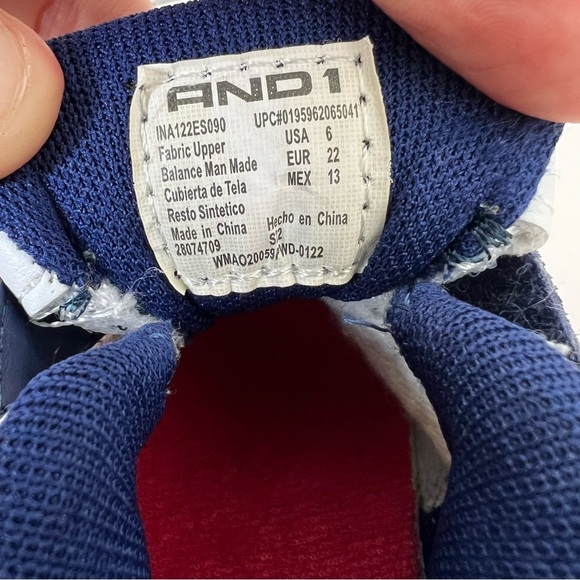 AND1
INA122ES090 UPC#0195962065041
Fabric Upper USA 6
Balance Man Made EUR 22
Cubierta de Tela MEX 13
Resto Sintetico
Made in China Hecho en China
28074709 S2
WMAO20059/WD-0122